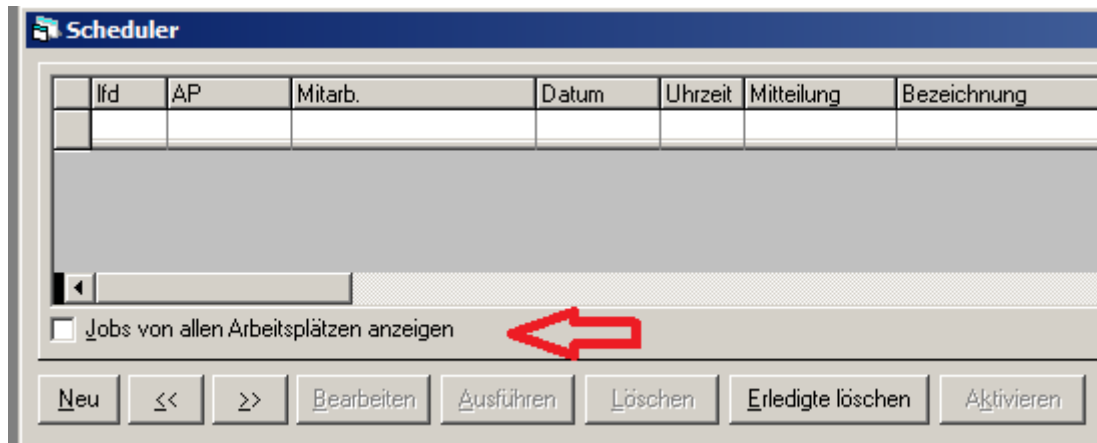 Scheduler
lfd AP Mitarb. Datum Uhrzeit Mitteilung Bezeichnung
Jobs von allen Arbeitsplätzen anzeigen
Neu << >> Bearbeiten Ausführen Löschen Erledigte löschen Aktivieren